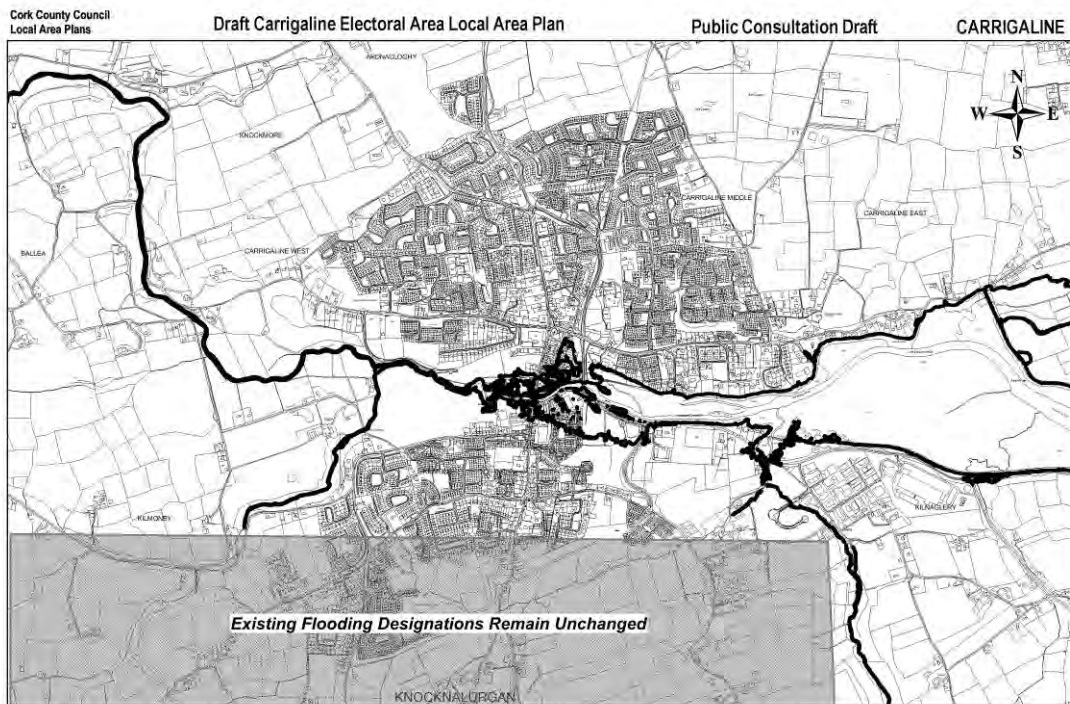 Cork County Council
Local Area Plans
Draft Carrigaline Electoral Area Local Area Plan
Public Consultation Draft
CARRIGALINE
N
W E
S
KNOCKMORE
CARRIGALINE MIDDLE
CARRIGALINE EAST
BALLEA
CARRIGALINE WEST
KILMONEY
KILNAGLERY
Existing Flooding Designations Remain Unchanged
KNOCKNALURGAN